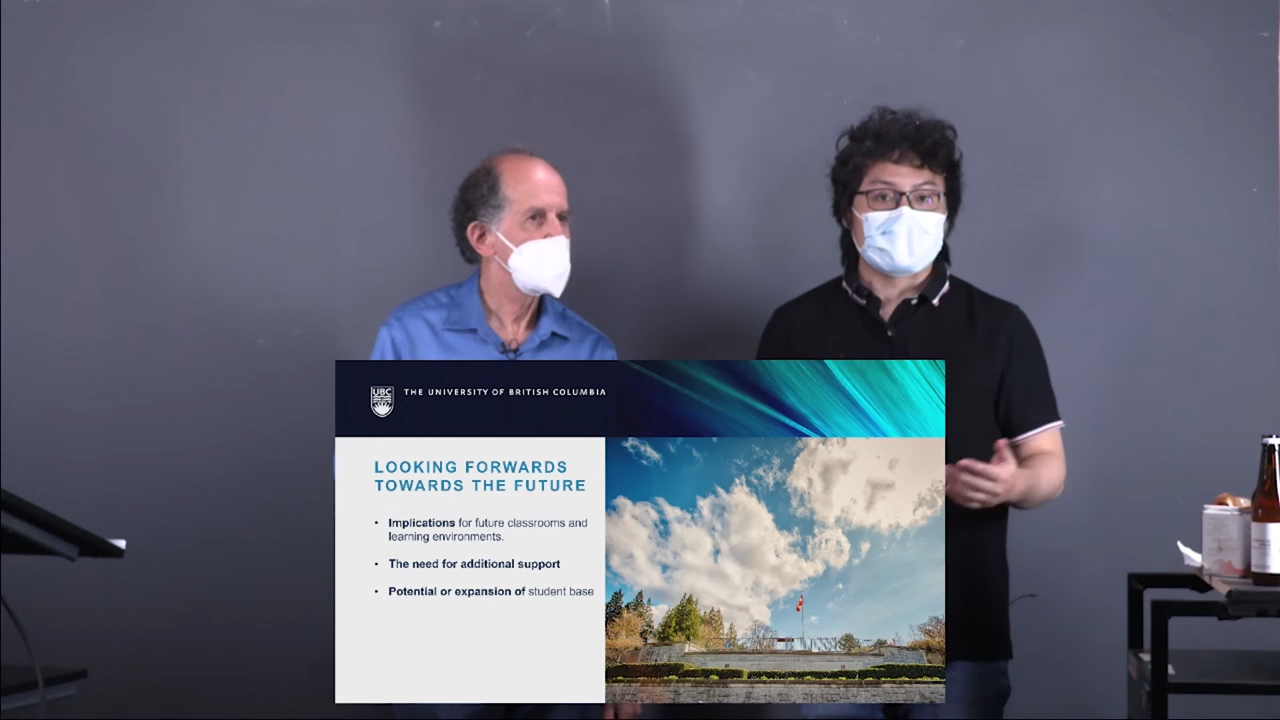 UBC
THE UNIVERSITY OF BRITISH COLUMBIA
LOOKING FORWARDS
TOWARDS THE FUTURE
• Implications for future classrooms and
learning environments.
• The need for additional support
• Potential or expansion of student base